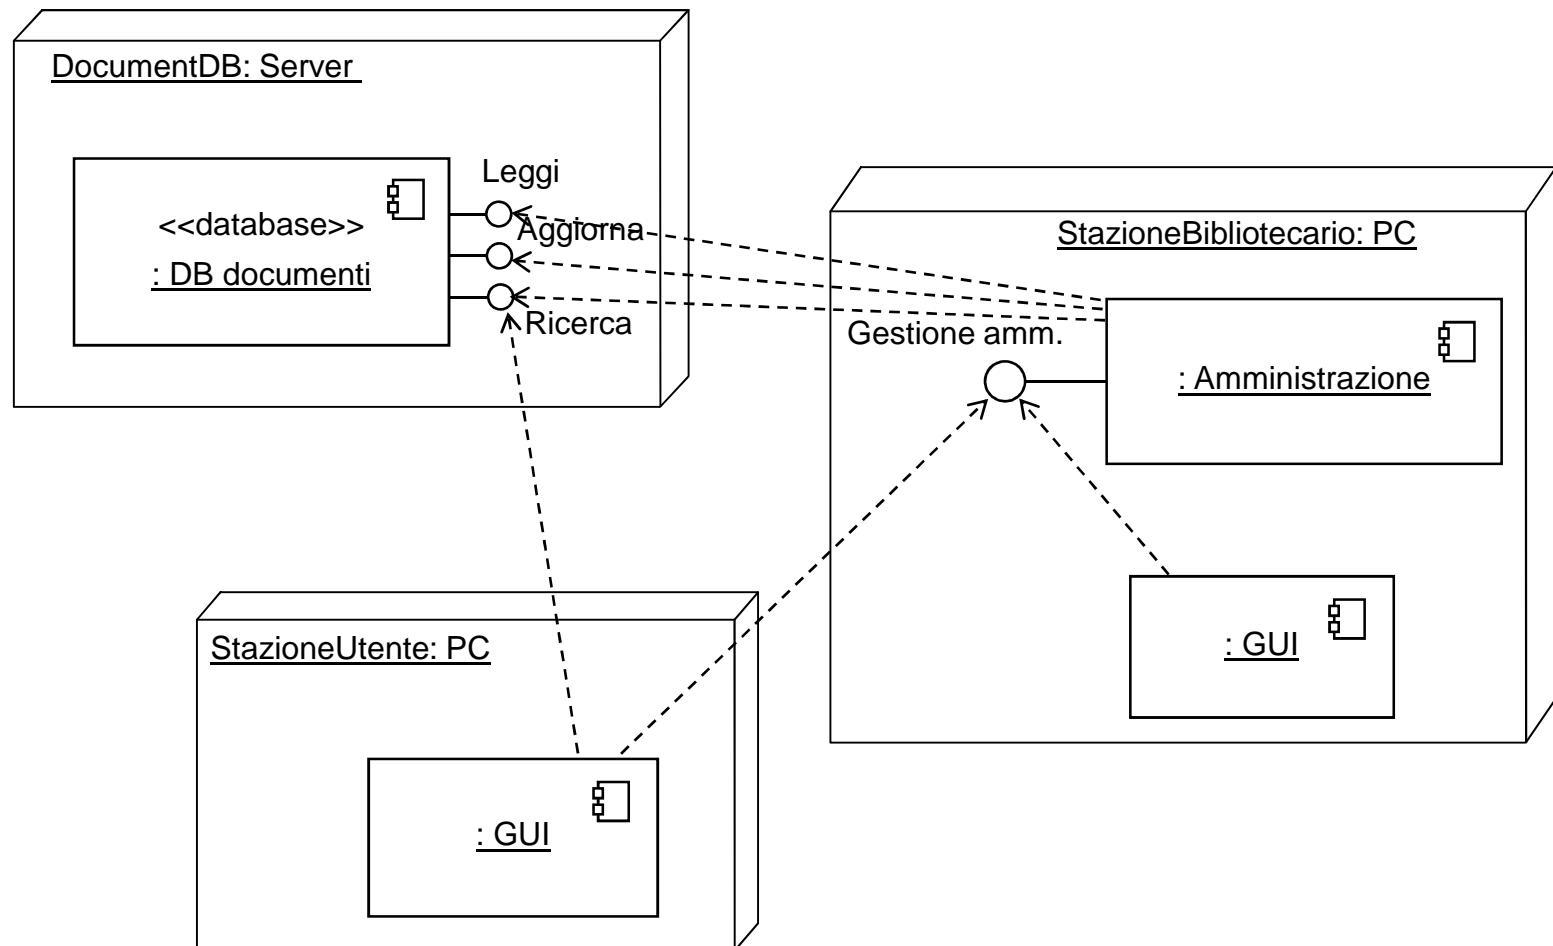 DocumentDB: Server
Leggi
<<database>>
: DB documenti
Aggiorna
Ricerca
StazioneBibliotecario: PC
Gestione amm.
: Amministrazione
: GUI
StazioneUtente: PC
: GUI